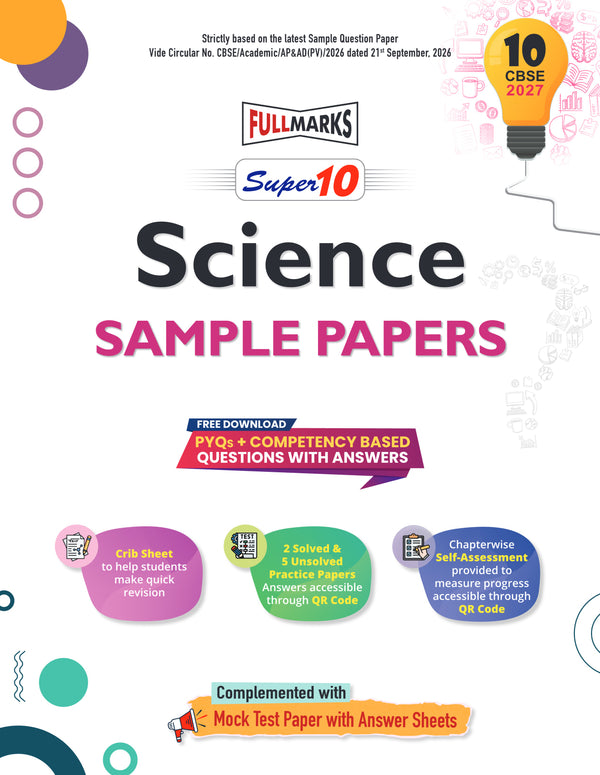 Strictly based on the latest Sample Question Paper
Vide Circular No. CBSE/Academic/AP&AD(PV)/2026 dated 21st September, 2026
10
CBSE
2027
FULLMARKS
Super10
Science
SAMPLE PAPERS
FREE DOWNLOAD
PYQs + COMPETENCY BASED
QUESTIONS WITH ANSWERS
Crib Sheet
to help students
make quick
revision
TEST
2 Solved &
5 Unsolved
Practice Papers
Answers accessible
through QR Code
Chapterwise
Self-Assessment
provided to
measure progress
accessible through
QR Code
Complemented with
Mock Test Paper with Answer Sheets